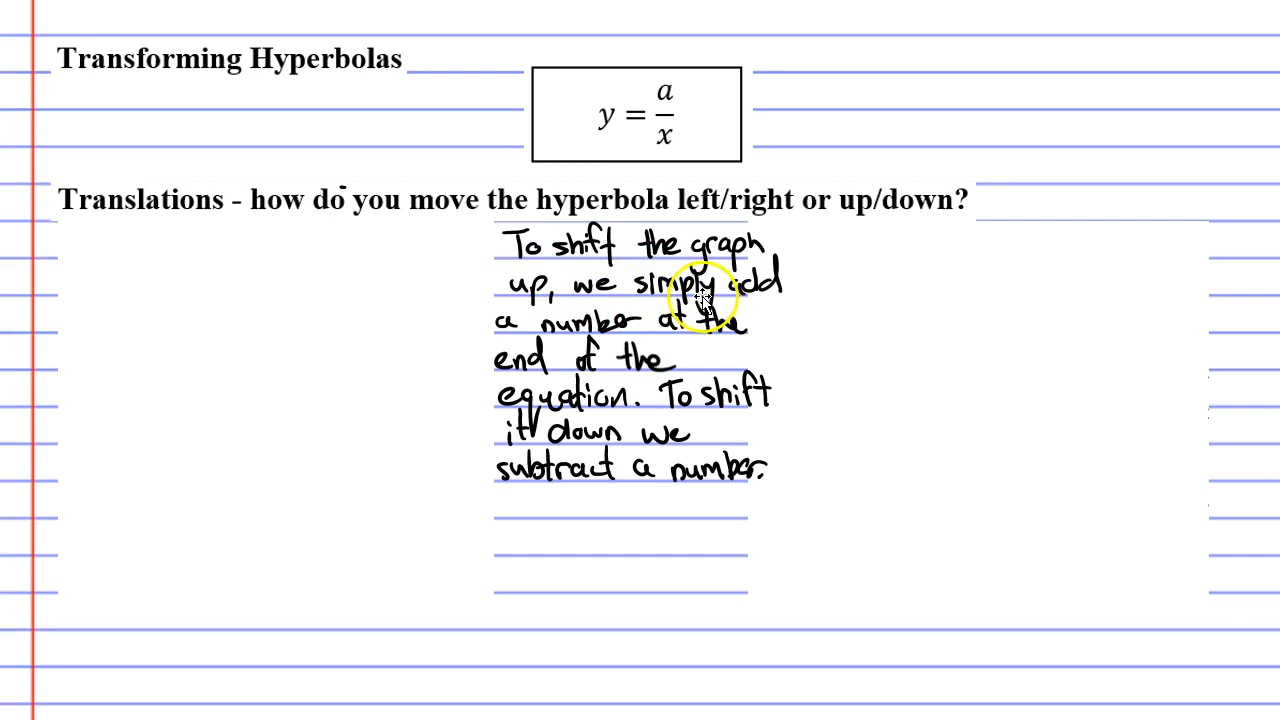 Transforming Hyperbolas
y = a/x
Translations - how do you move the hyperbola left/right or up/down?
To shift the graph
up, we simply add
a number at the
end of the
equation. To shift
it down we
subtract a number.